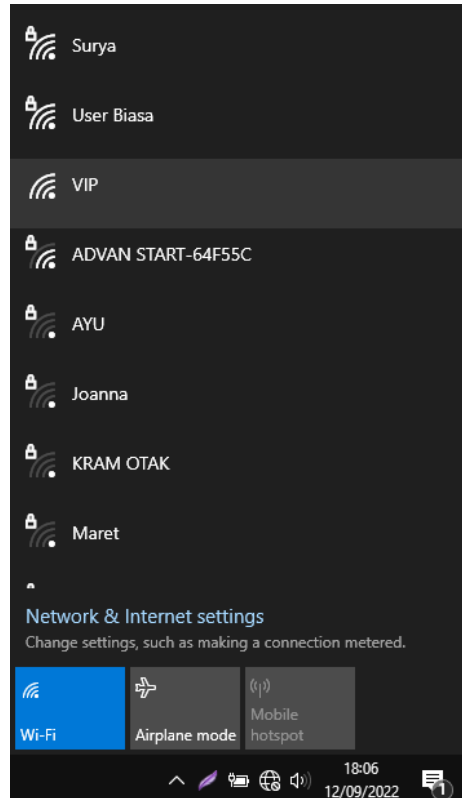 Surya
User Biasa
VIP
ADVAN START-64F55C
AYU
Joanna
KRAM OTAK
Maret
Network & Internet settings
Change settings, such as making a connection metered.
Wi-Fi
Airplane mode
Mobile
hotspot
18:06
12/09/2022
1